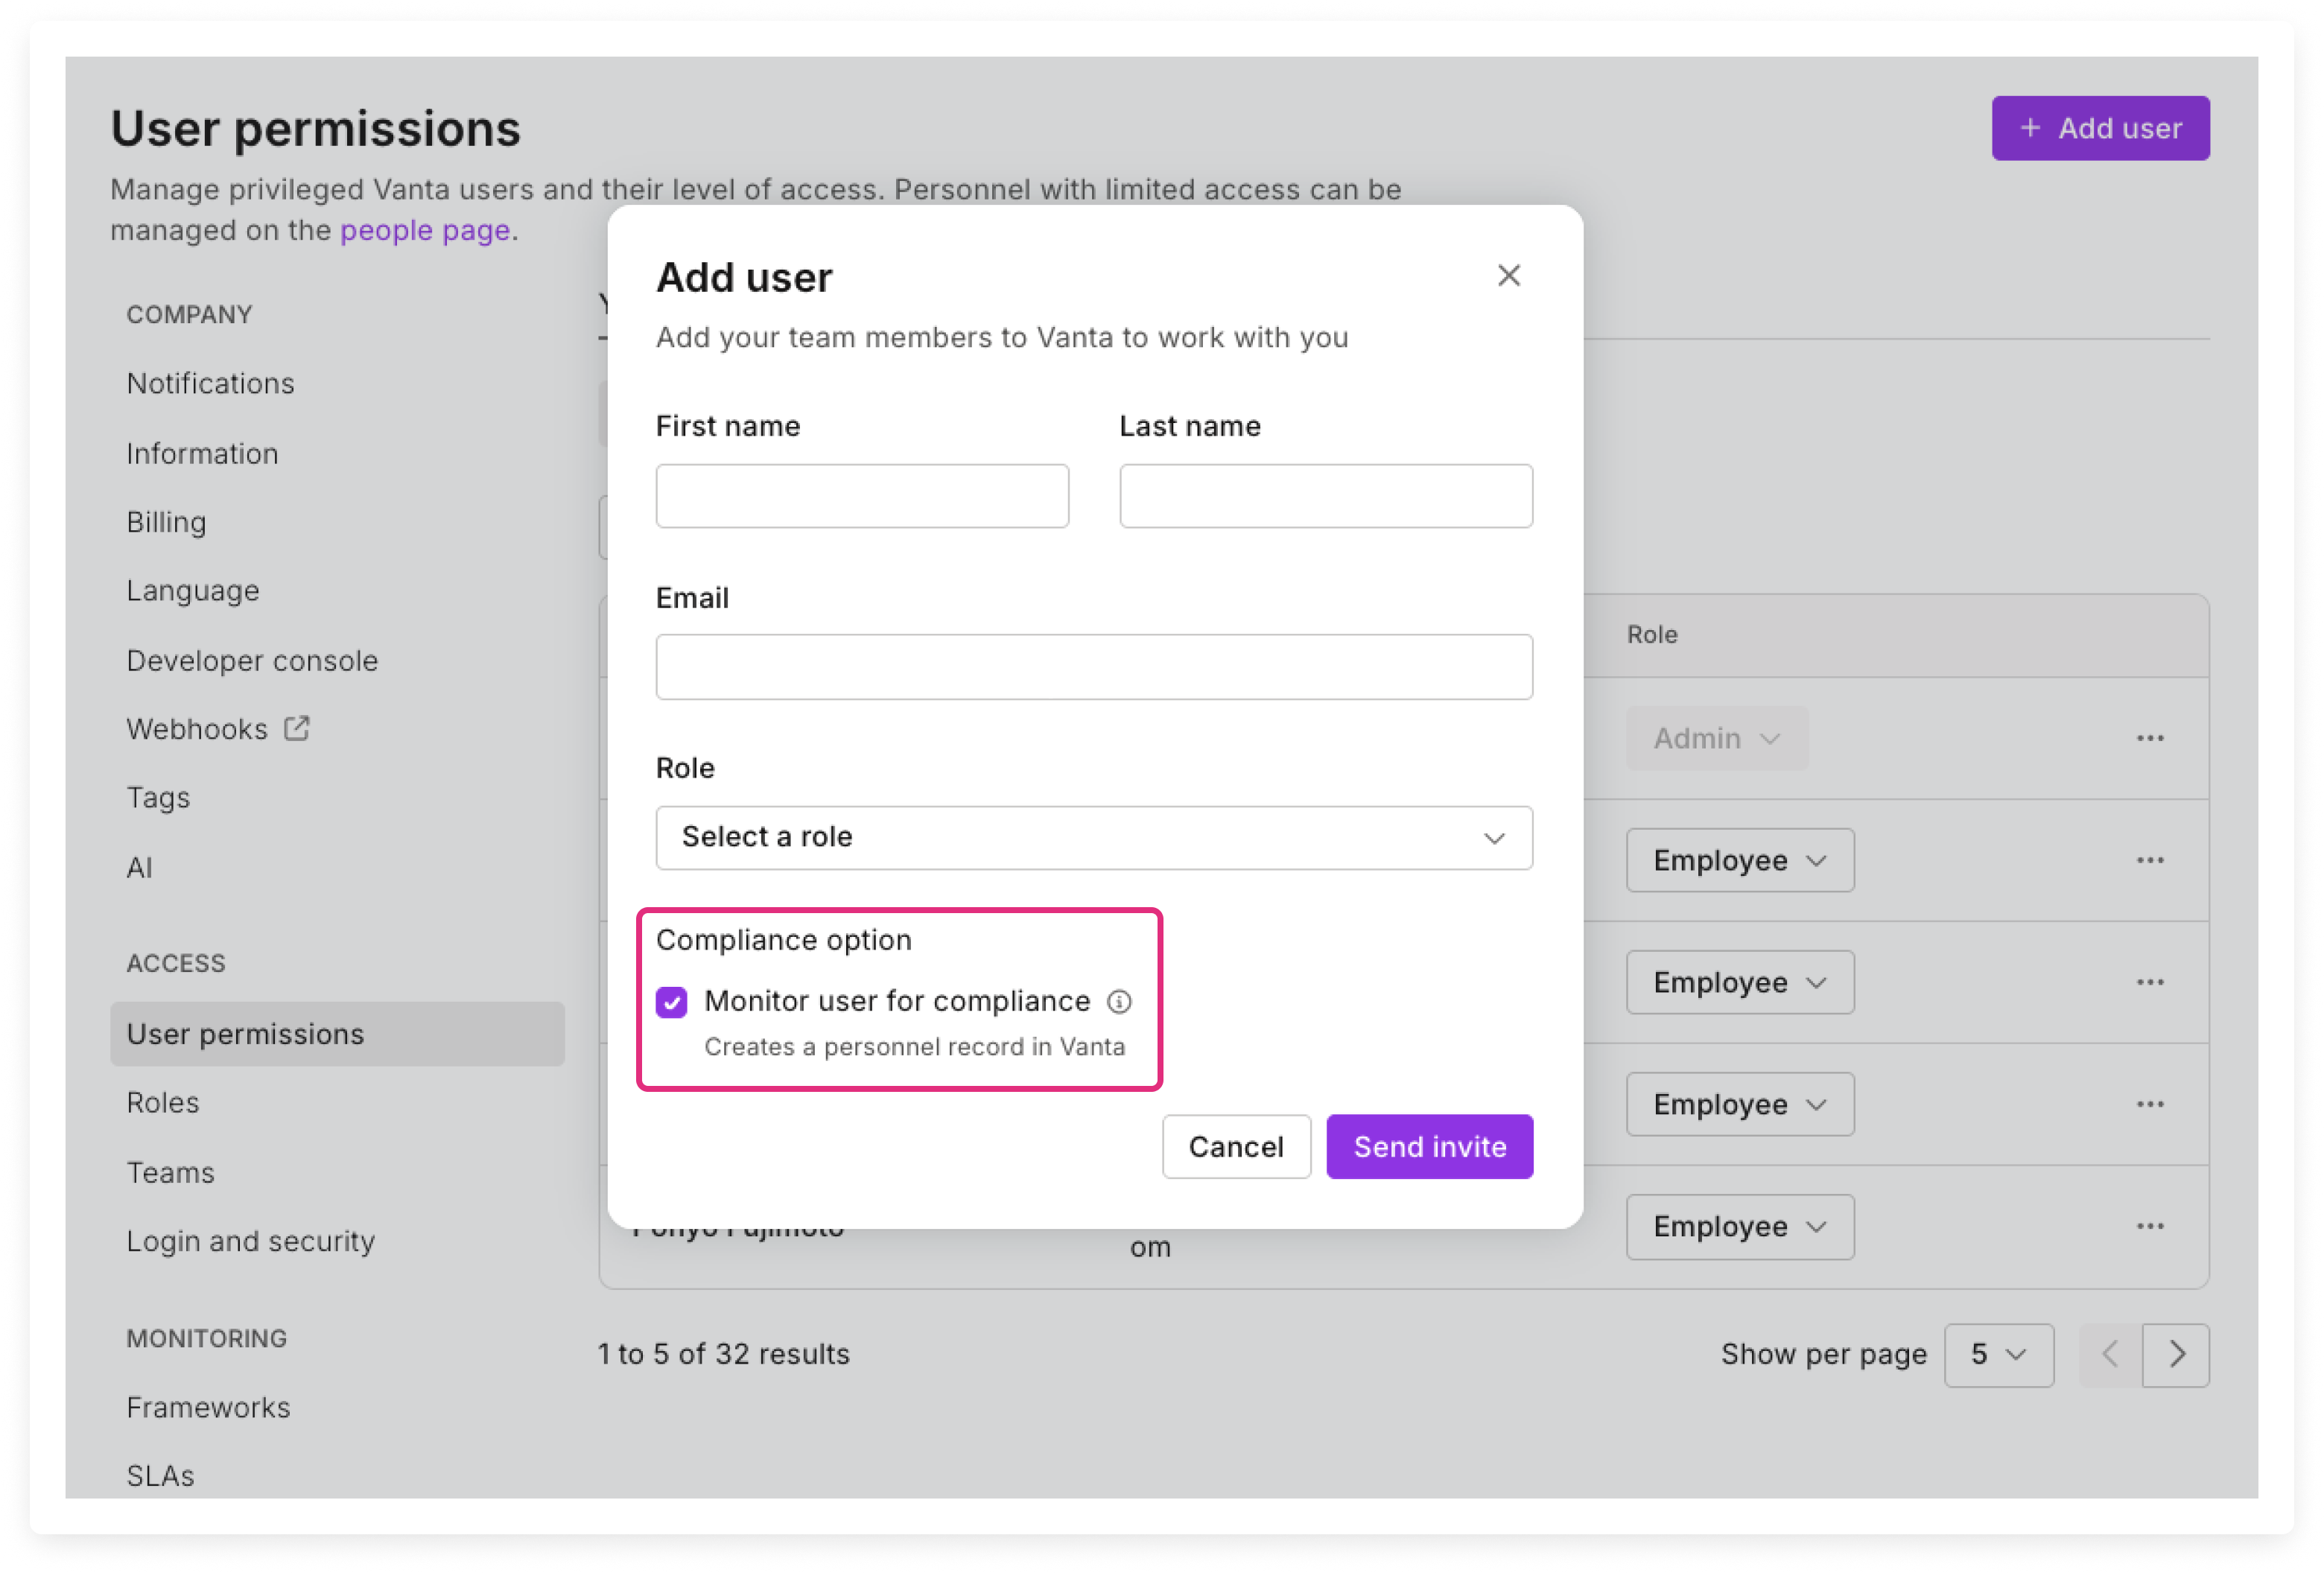 User permissions
+ Add user
Manage privileged Vanta users and their level of access. Personnel with limited access can be
managed on the people page.
COMPANY
Notifications
Information
Billing
Language
Developer console
Webhooks
Tags
AI
ACCESS
User permissions
Roles
Teams
Login and security
MONITORING
Frameworks
SLAs
Add user
Add your team members to Vanta to work with you
First name
Last name
Email
Role
Select a role
Compliance option
Monitor user for compliance
Creates a personnel record in Vanta
Cancel
Send invite
Role
Admin
Employee
Employee
Employee
Employee
om
1 to 5 of 32 results
Show per page
5